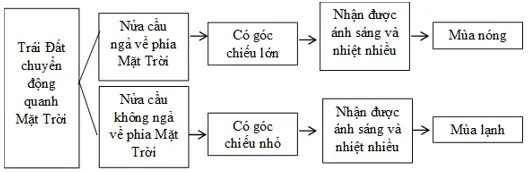 Trái Đất
chuyển
động
quanh
Mặt Trời
Nửa cầu
ngả về phia
Mặt Trời
Có góc
chiếu lớn
Nhận được
ánh sáng và
nhiệt nhiều
Mùa nóng
Nửa cầu
không ngả
về phia Mặt
Trời
Có góc
chiếu nhỏ
Nhận được
ánh sáng và
nhiệt nhiều
Mùa lạnh